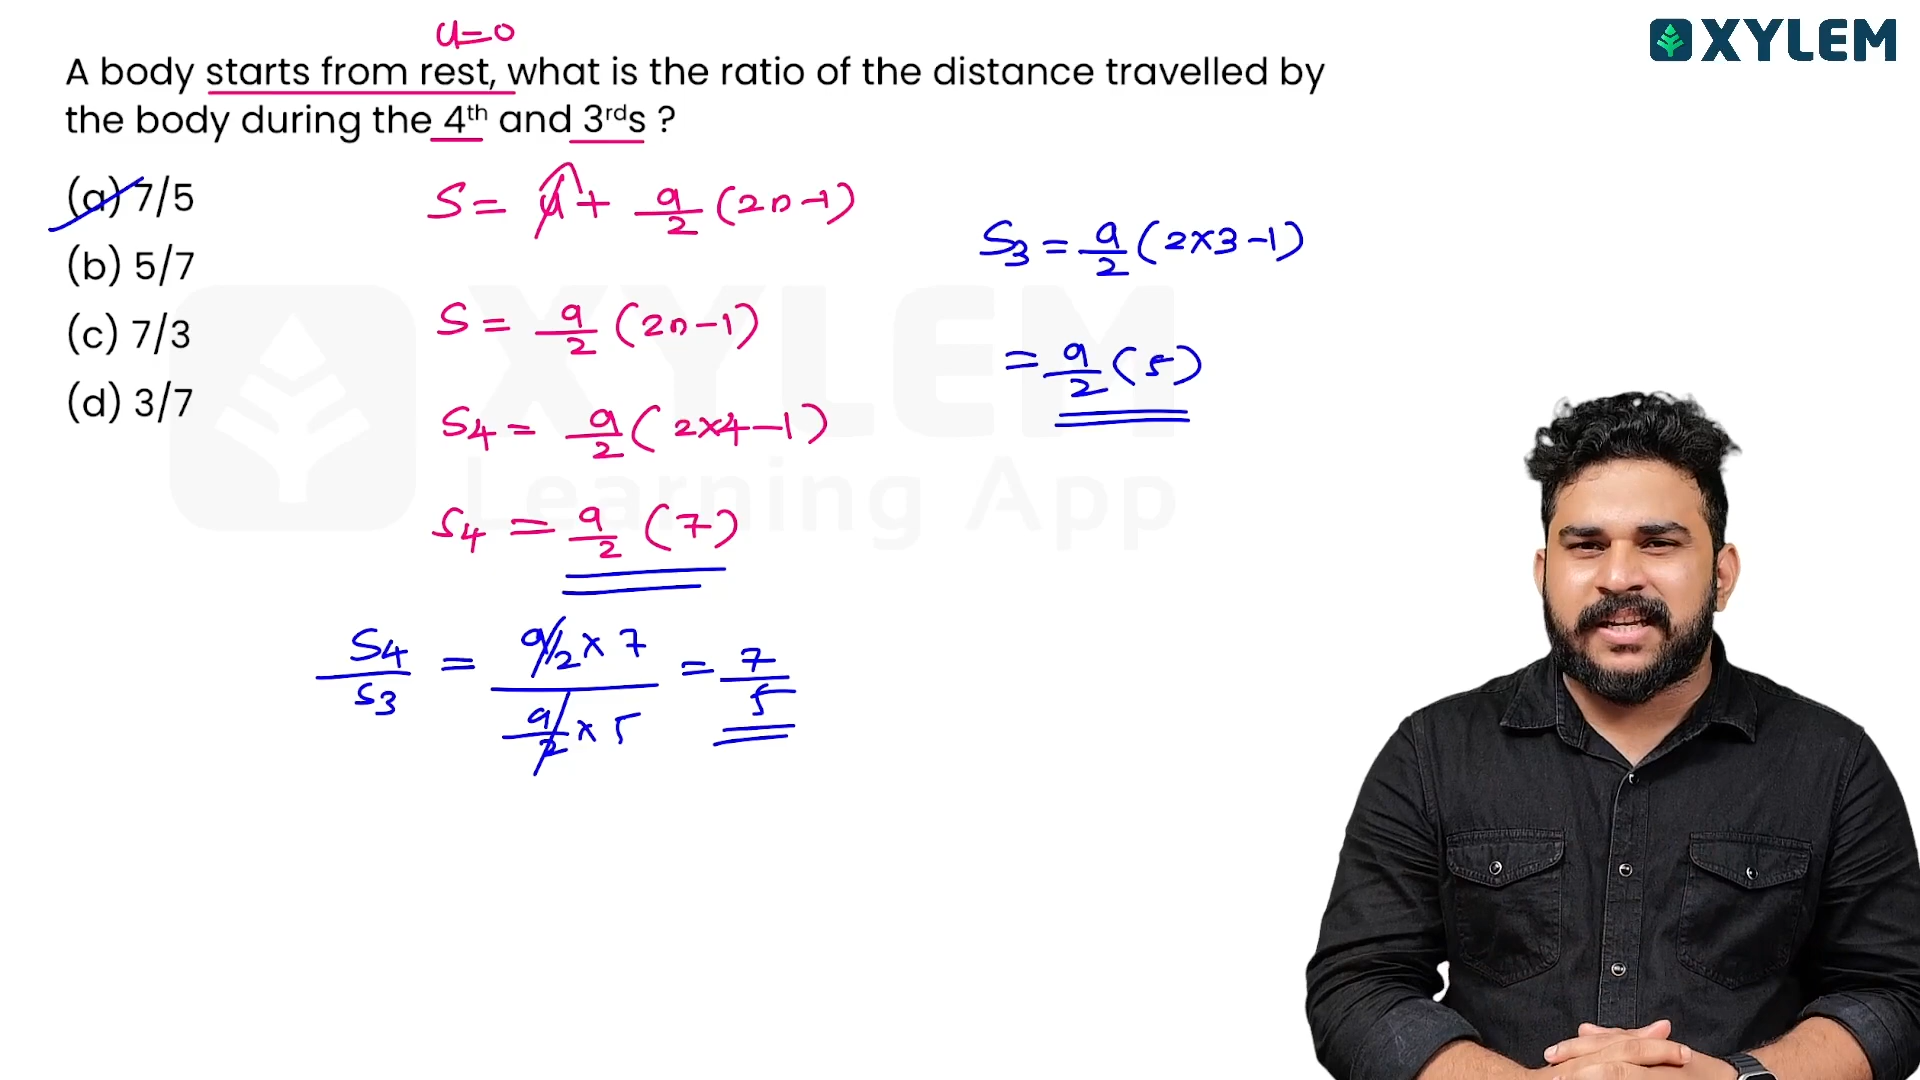 u=0
XYLEM
A body starts from rest, what is the ratio of the distance travelled by
the body during the 4th and 3rds ?
(a) 7/5
(b) 5/7
(c) 7/3
(d) 3/7
S = u + a/2 (2n-1)
S = a/2 (2n-1)
S4 = a/2 (2×4-1)
S4 = a/2 (7)
S3 = a/2 (2×3-1)
= a/2 (5)
S4/S3 = (a/2 × 7)/(a/2 × 5) = 7/5
XYLEM
Learning App